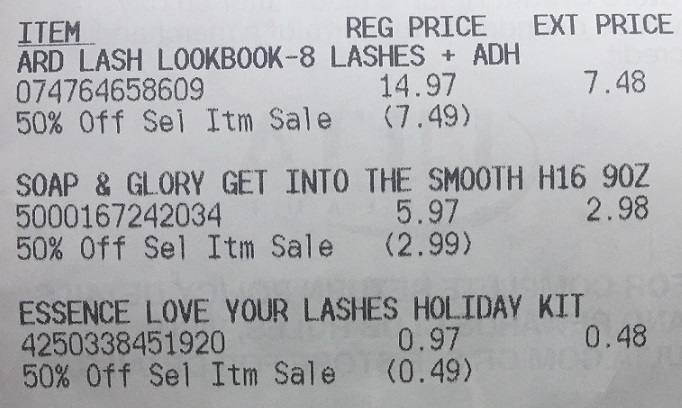 ITEM REG PRICE EXT PRICE
ARD LASH LOOKBOOK-8 LASHES + ADH
074764658609 14.97 7.48
50% Off Sel Itm Sale (7.49)
SOAP & GLORY GET INTO THE SMOOTH H16 9OZ
5000167242034 5.97 2.98
50% Off Sel Itm Sale (2.99)
ESSENCE LOVE YOUR LASHES HOLIDAY KIT
4250338451920 0.97 0.48
50% Off Sel Itm Sale (0.49)